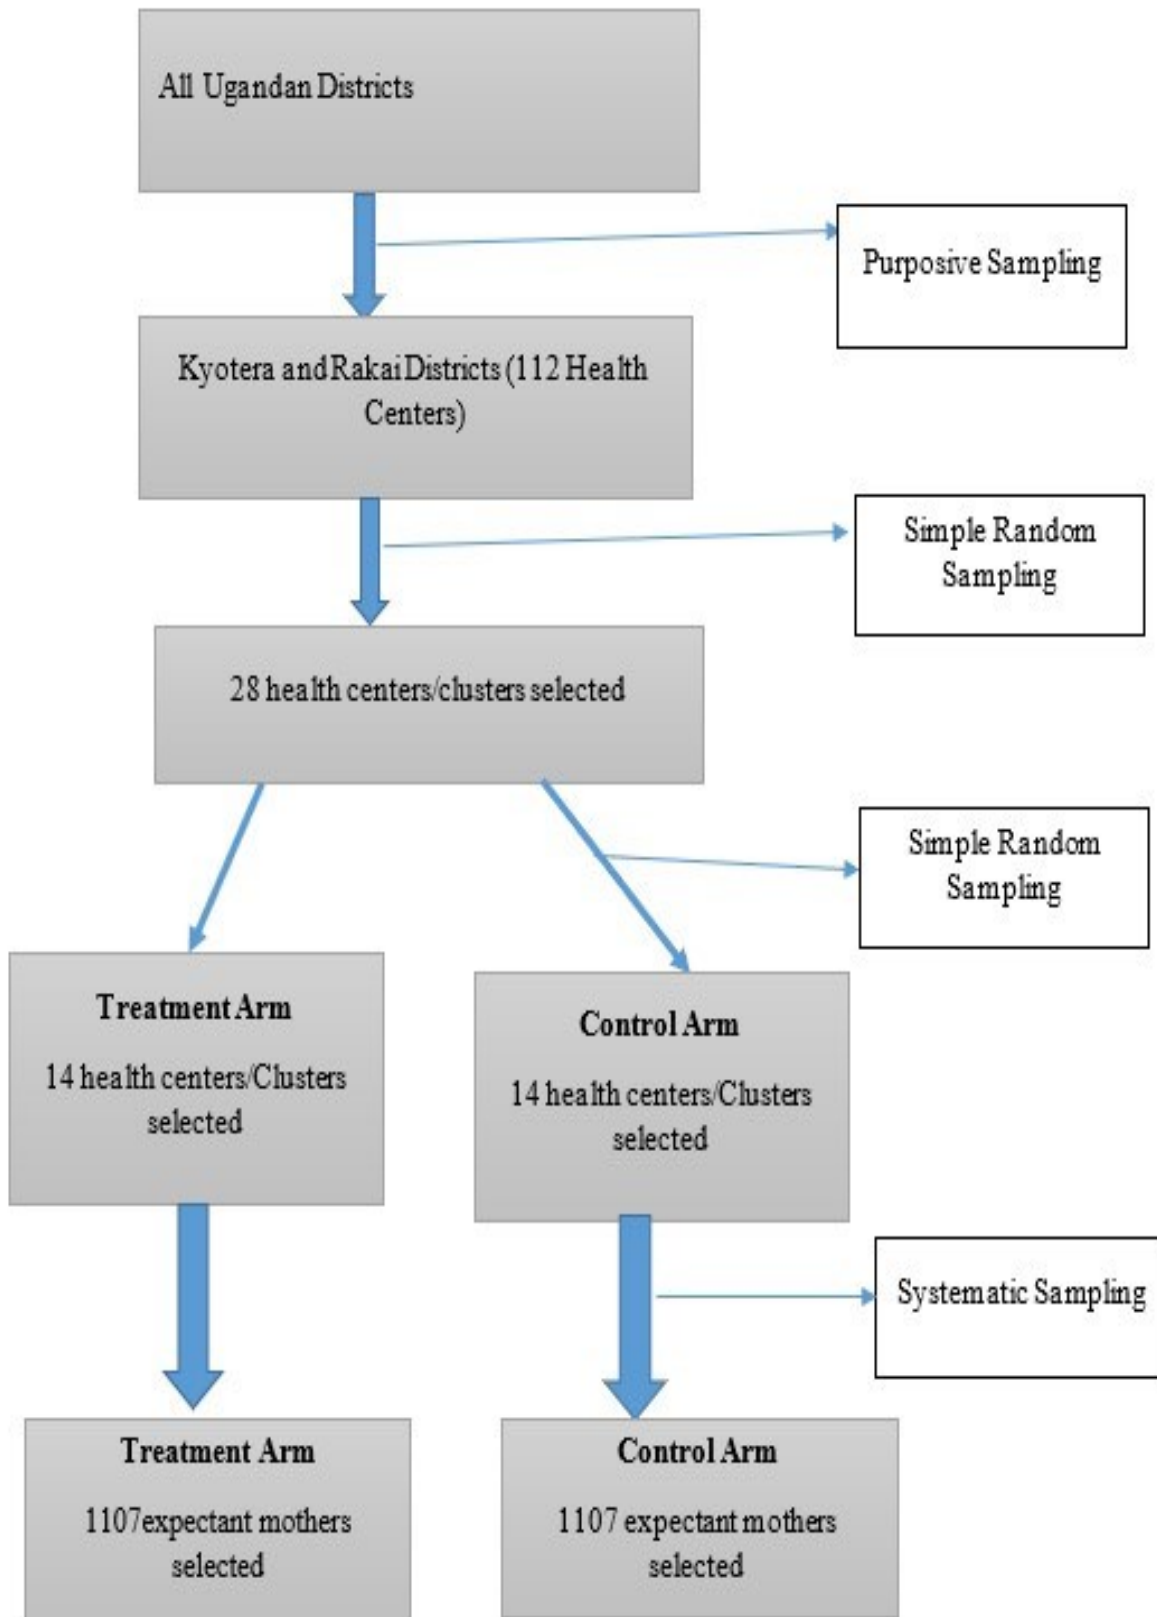 All Ugandan Districts
Purposive Sampling
Kyotera and Rakai Districts (112 Health
Centers)
Simple Random
Sampling
28 health centers/clusters selected
Simple Random
Sampling
Treatment Arm
14 health centers/Clusters
selected
Control Arm
14 health centers/Clusters
selected
Systematic Sampling
Treatment Arm
1107expectant mothers
selected
Control Arm
1107 expectant mothers
selected